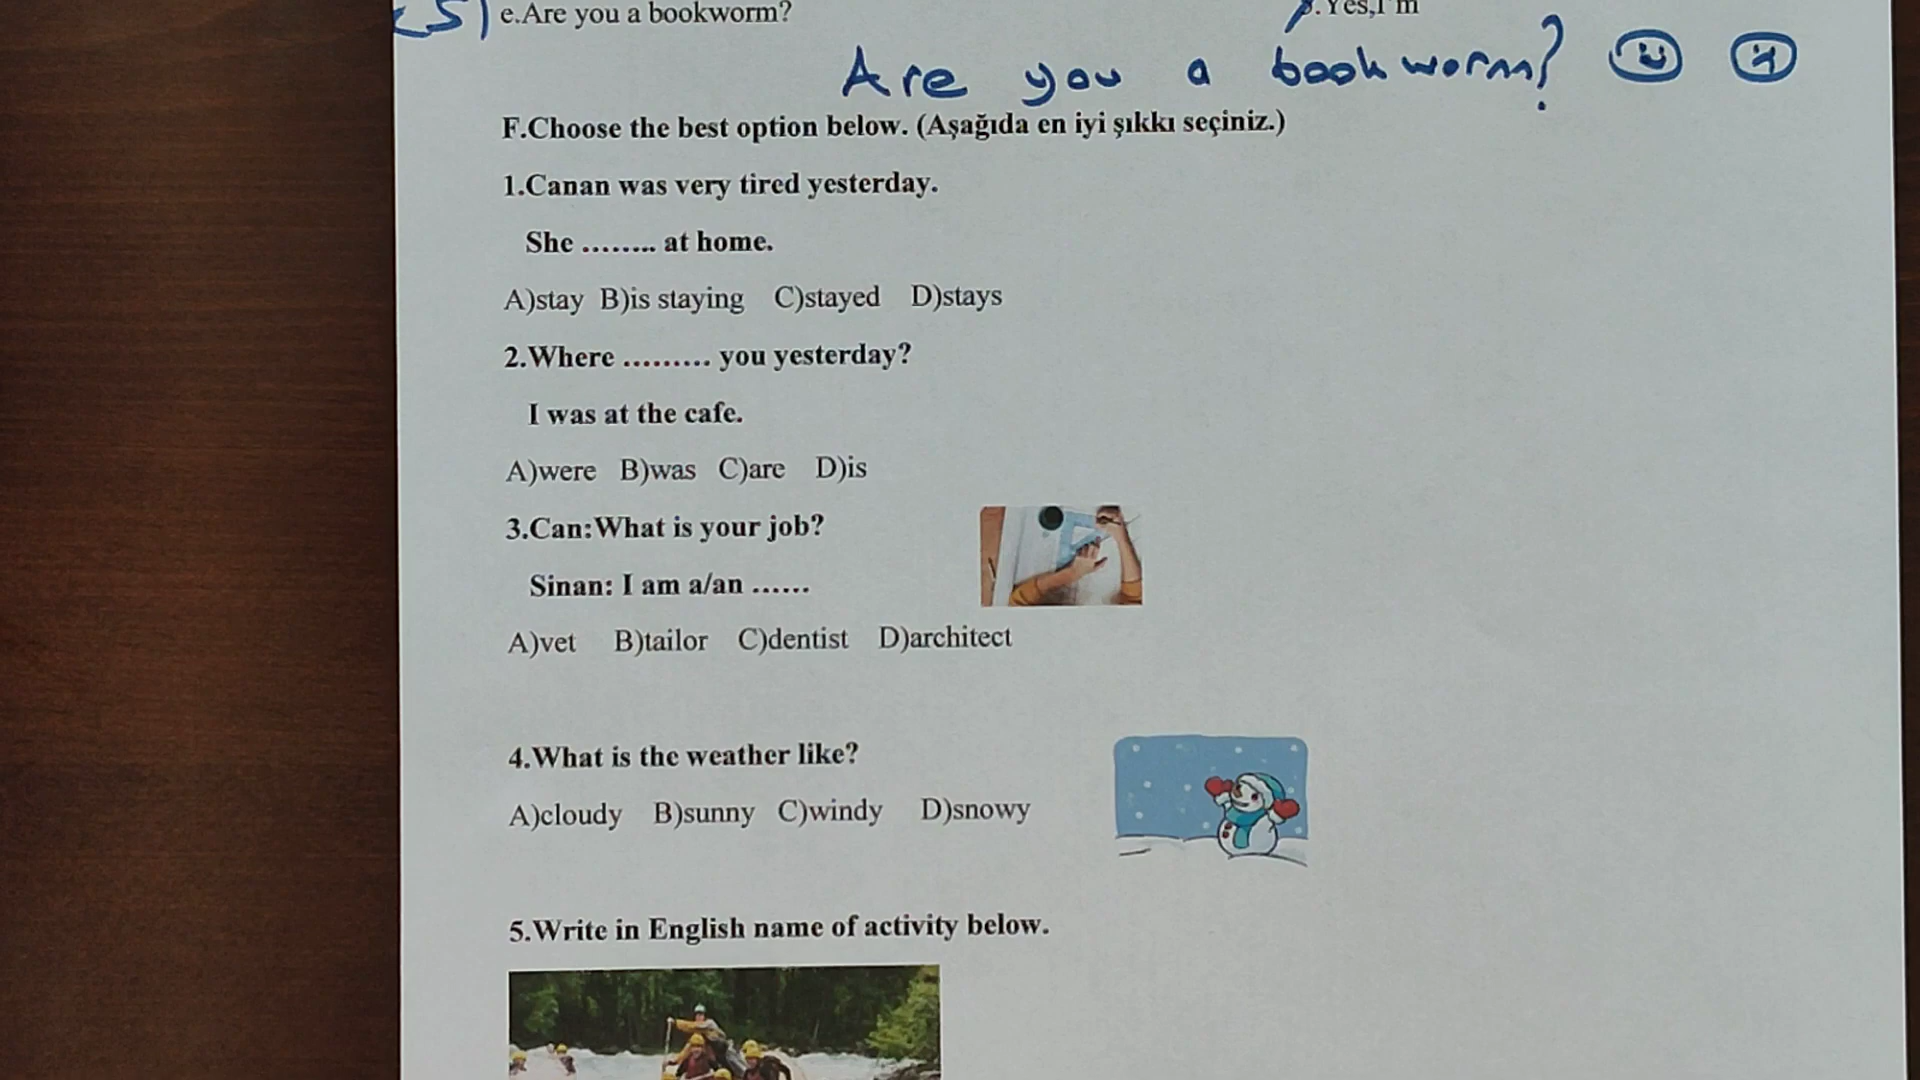 (5) e.Are you a bookworm? .Yes,I'm
Are you a bookworm?
F.Choose the best option below. (Aşağıda en iyi şıkkı seçiniz.)
1.Canan was very tired yesterday.
She ........ at home.
A)stay B)is staying C)stayed D)stays
2.Where ......... you yesterday?
I was at the cafe.
A)were B)was C)are D)is
3.Can:What is your job?
Sinan: I am a/an ......
A)vet B)tailor C)dentist D)architect
4.What is the weather like?
A)cloudy B)sunny C)windy D)snowy
5.Write in English name of activity below.